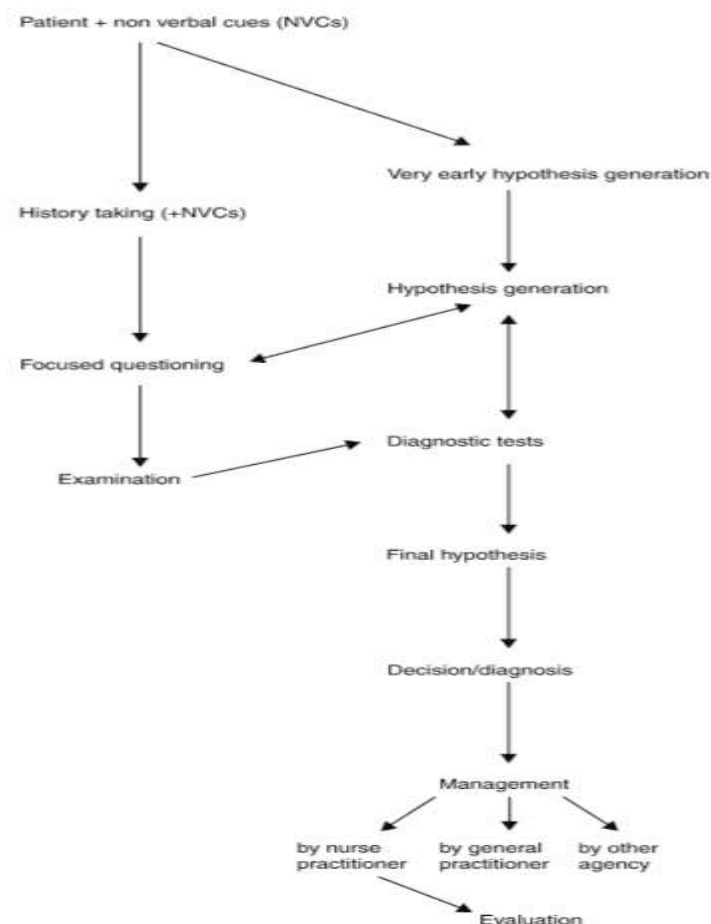 Patient + non verbal cues (NVCs)
Very early hypothesis generation
History taking (+NVCs)
Hypothesis generation
Focused questioning
Diagnostic tests
Examination
Final hypothesis
Decision/diagnosis
Management
by nurse
practitioner
by general
practitioner
by other
agency
Evaluation